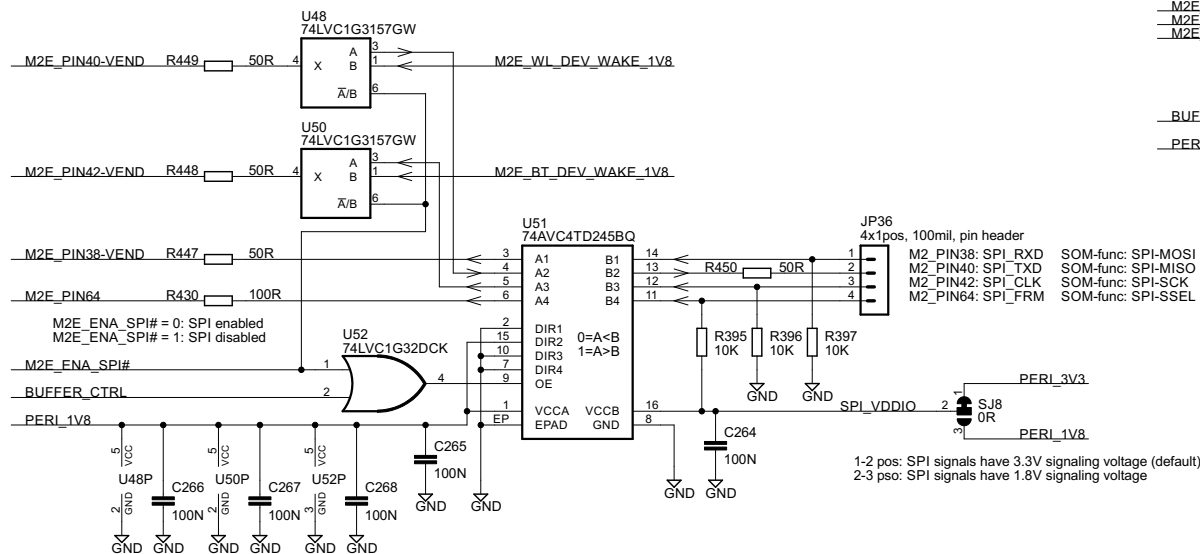 U48
74LVC1G3157GW
M2E_PIN40-VEND R449 50R 4 X A 3
B 1 M2E_WL_DEV_WAKE_1V8
A/B 6
U50
74LVC1G3157GW
M2E_PIN42-VEND R448 50R 4 X A 3
B 1 M2E_BT_DEV_WAKE_1V8
A/B 6
M2E
M2E
M2E
BUF
PER
U51
74AVC4TD245BQ
M2E_PIN38-VEND R447 50R 3 A1 B1 14
4 A2 B2 13 R450 50R
5 A3 B3 12
M2E_PIN64 R430 100R 6 A4 B4 11
2 DIR1
15 DIR2
10 DIR3
7 DIR4
9 OE
0=A<B
1=A>B
1 VCCA VCCB 16
EP EPAD GND 8
JP36
4x1pos, 100mil, pin header
1 M2_PIN38: SPI_RXD SOM-func: SPI-MOSI
2 M2_PIN40: SPI_TXD SOM-func: SPI-MISO
3 M2_PIN42: SPI_CLK SOM-func: SPI-SCK
4 M2_PIN64: SPI_FRM SOM-func: SPI-SSEL
R395 10K
R396 10K
R397 10K
GND GND
M2E_ENA_SPI# = 0: SPI enabled
M2E_ENA_SPI# = 1: SPI disabled
U52
74LVC1G32DCK
M2E_ENA_SPI# 1
BUFFER_CTRL 2
4
PERI_1V8
SPI_VDDIO 2
1 PERI_3V3
SJ8
0R
3 PERI_1V8
1-2 pos: SPI signals have 3.3V signaling voltage (default)
2-3 pso: SPI signals have 1.8V signaling voltage
C265
100N
GND GND
GND
C264
100N
GND
5 VCC U48P 2 GND
C266
100N
5 VCC U50P 2 GND
C267
100N
5 VCC U52P 3 GND
C268
100N
GND GND GND GND GND GND